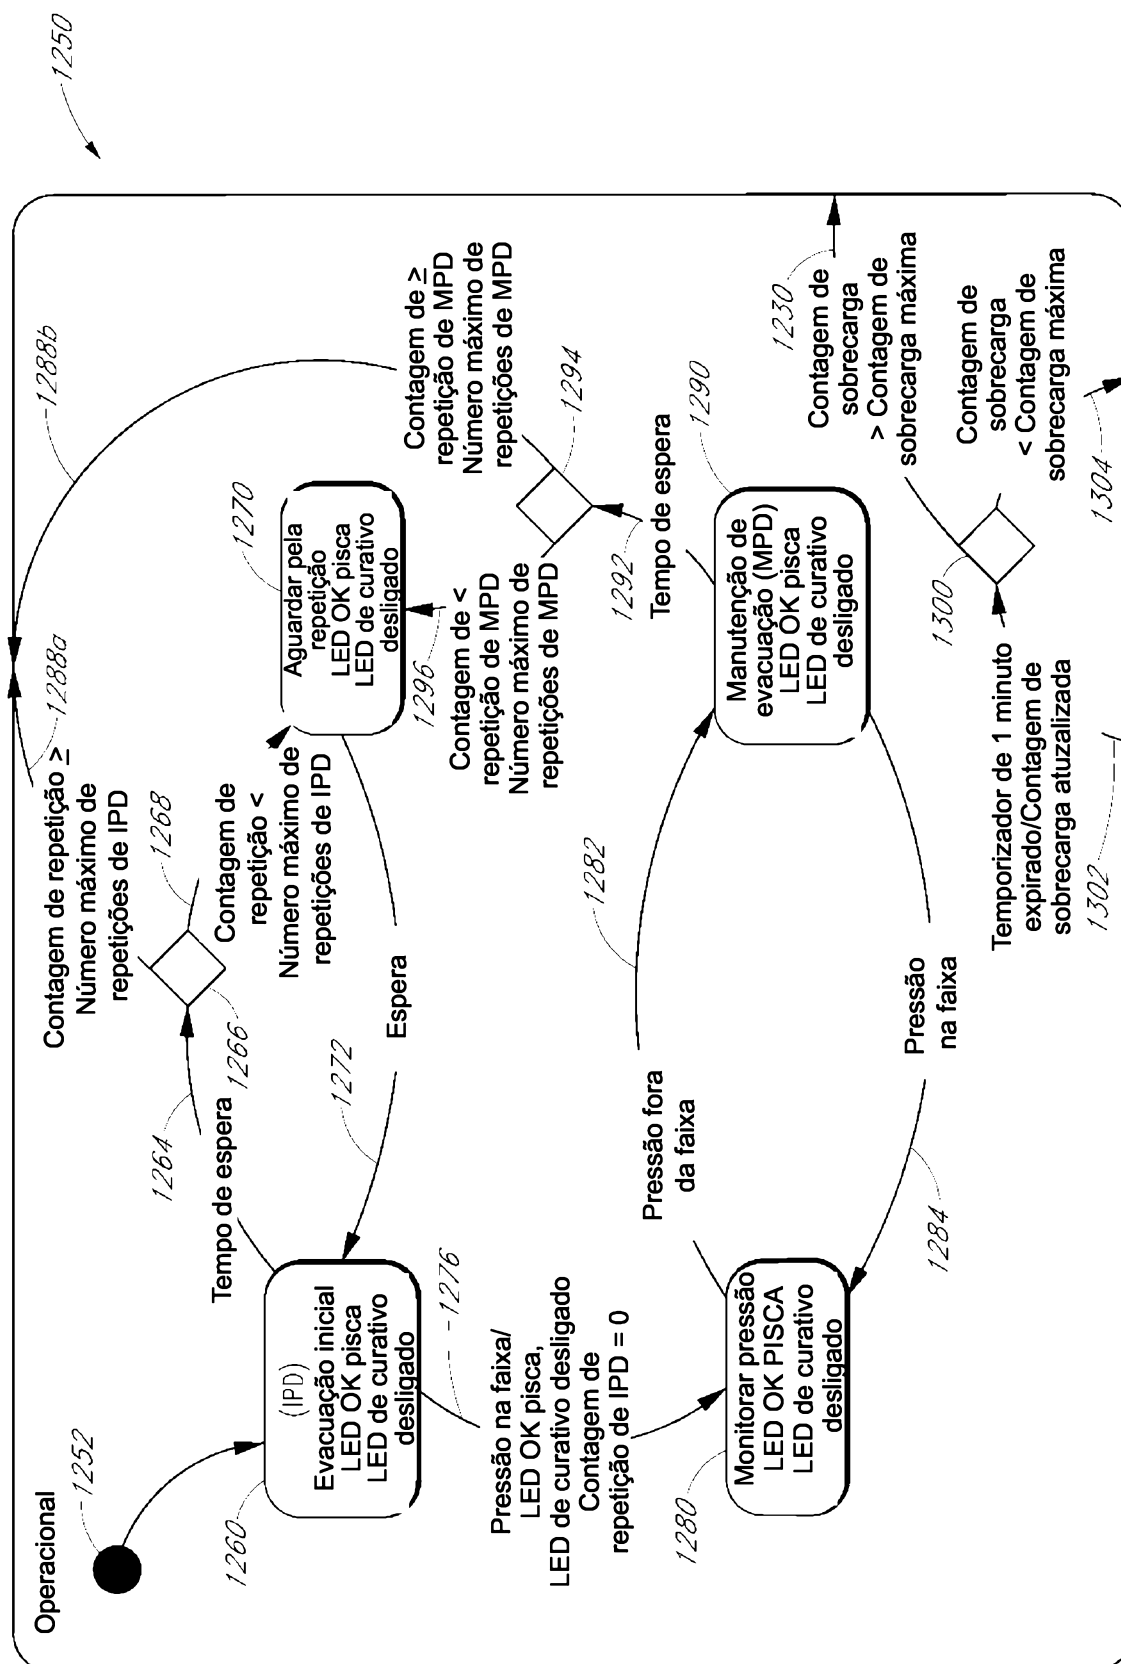 1250
Operacional
1252
1260
(IPD)
Evacuação inicial
LED OK pisca
LED de curativo
desligado
1264
Tempo de espera
1266
1268
Contagem de repetição ≥
Número máximo de
repetições de IPD
1288a
1288b
Contagem de
repetição <
Número máximo de
repetições de IPD
1270
Aguardar pela
repetição
LED OK pisca
LED de curativo
desligado
Espera
1272
1276
Pressão na faixa/
LED OK pisca,
LED de curativo desligado
Contagem de
repetição de IPD = 0
1280
Monitorar pressão
LED OK PISCA
LED de curativo
desligado
Pressão fora
da faixa
1282
Pressão
na faixa
1284
1290
Manutenção de
evacuação (MPD)
LED OK pisca
LED de curativo
desligado
Tempo de espera
1292
1294
Contagem de <
repetição de MPD
Número máximo de
repetições de MPD
1296
Contagem de ≥
repetição de MPD
Número máximo de
repetições de MPD
1230
Contagem de
sobrecarga
> Contagem de
sobrecarga máxima
1300
Contagem de
sobrecarga
< Contagem de
sobrecarga máxima
1304
Temporizador de 1 minuto
expirado/Contagem de
sobrecarga atuzalizada
1302